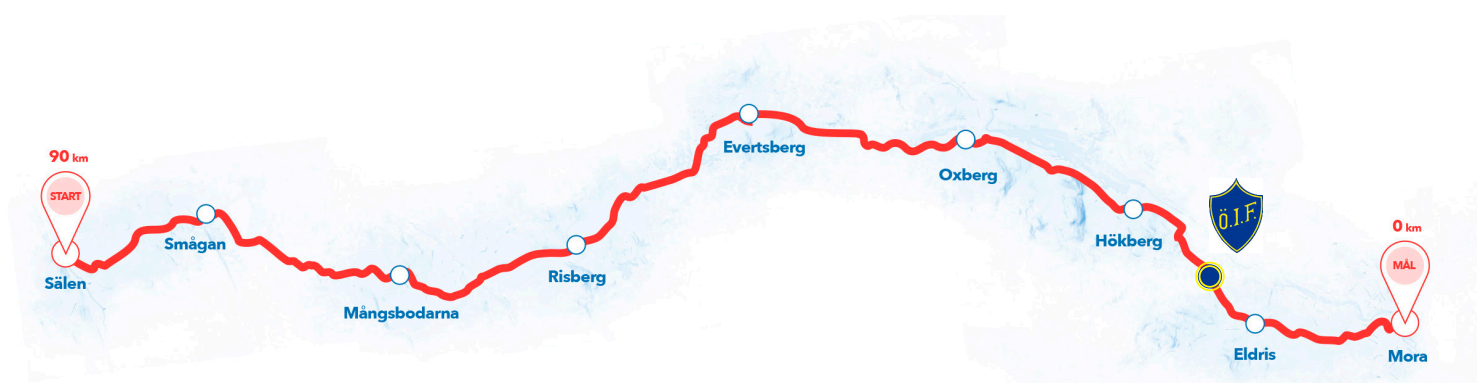 90 km
START
Sälen
Smågan
Mångsbodarna
Risberg
Evertsberg
Oxberg
Hökberg
Ö.I.F.
Eldris
0 km
MÅL
Mora